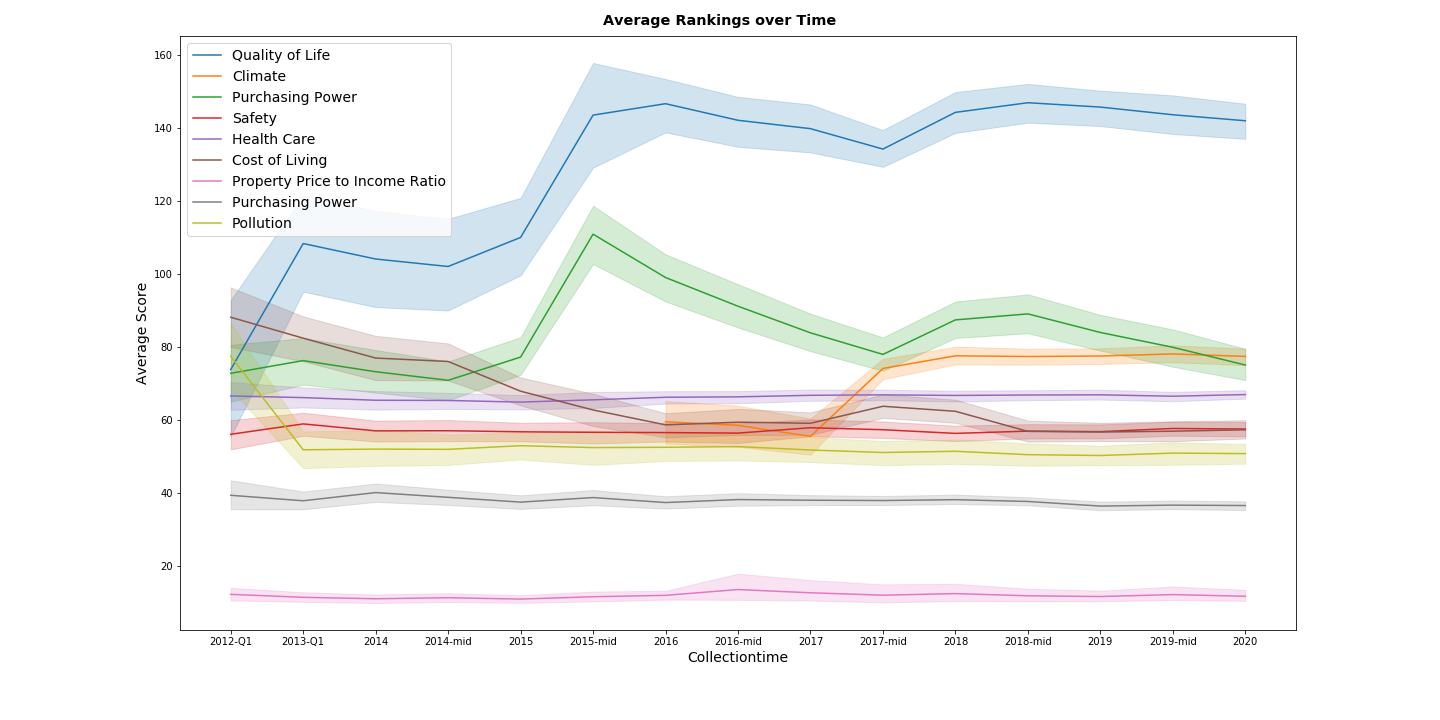 Average Rankings over Time
Quality of Life
Climate
Purchasing Power
Safety
Health Care
Cost of Living
Property Price to Income Ratio
Purchasing Power
Pollution
160
140
120
100
80
60
40
20
Average Score
2012-Q1 2013-Q1 2014 2014-mid 2015 2015-mid 2016 2016-mid 2017 2017-mid 2018 2018-mid 2019 2019-mid 2020
Collectiontime